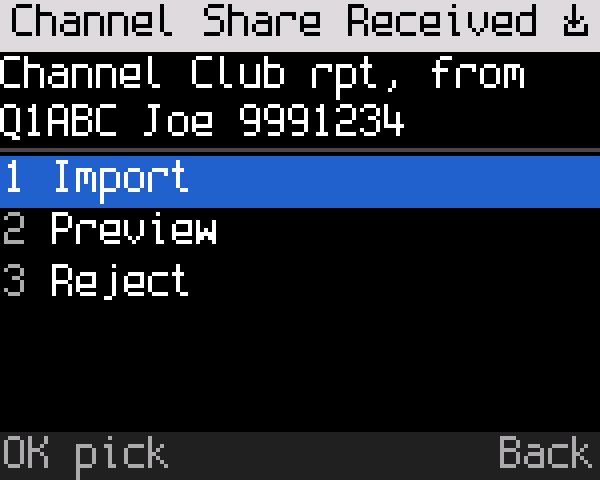 Channel Share Received
Channel Club rpt, from
Q1ABC Joe 9991234
1 Import
2 Preview
3 Reject
OK pick Back